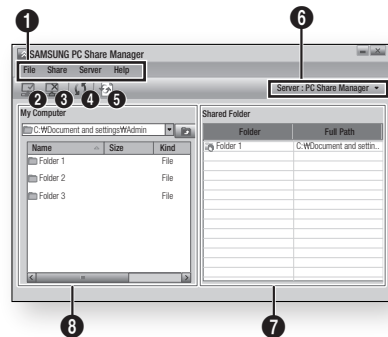 1
6
SAMSUNG PC Share Manager
File Share Server Help
2 3 4 5
Server : PC Share Manager
My Computer
Shared Folder
C:₩Document and settings₩Admin
Folder Full Path
Name Size Kind
Folder 1 C:₩Document and settin..
Folder 1 File
Folder 2 File
Folder 3 File
8
7